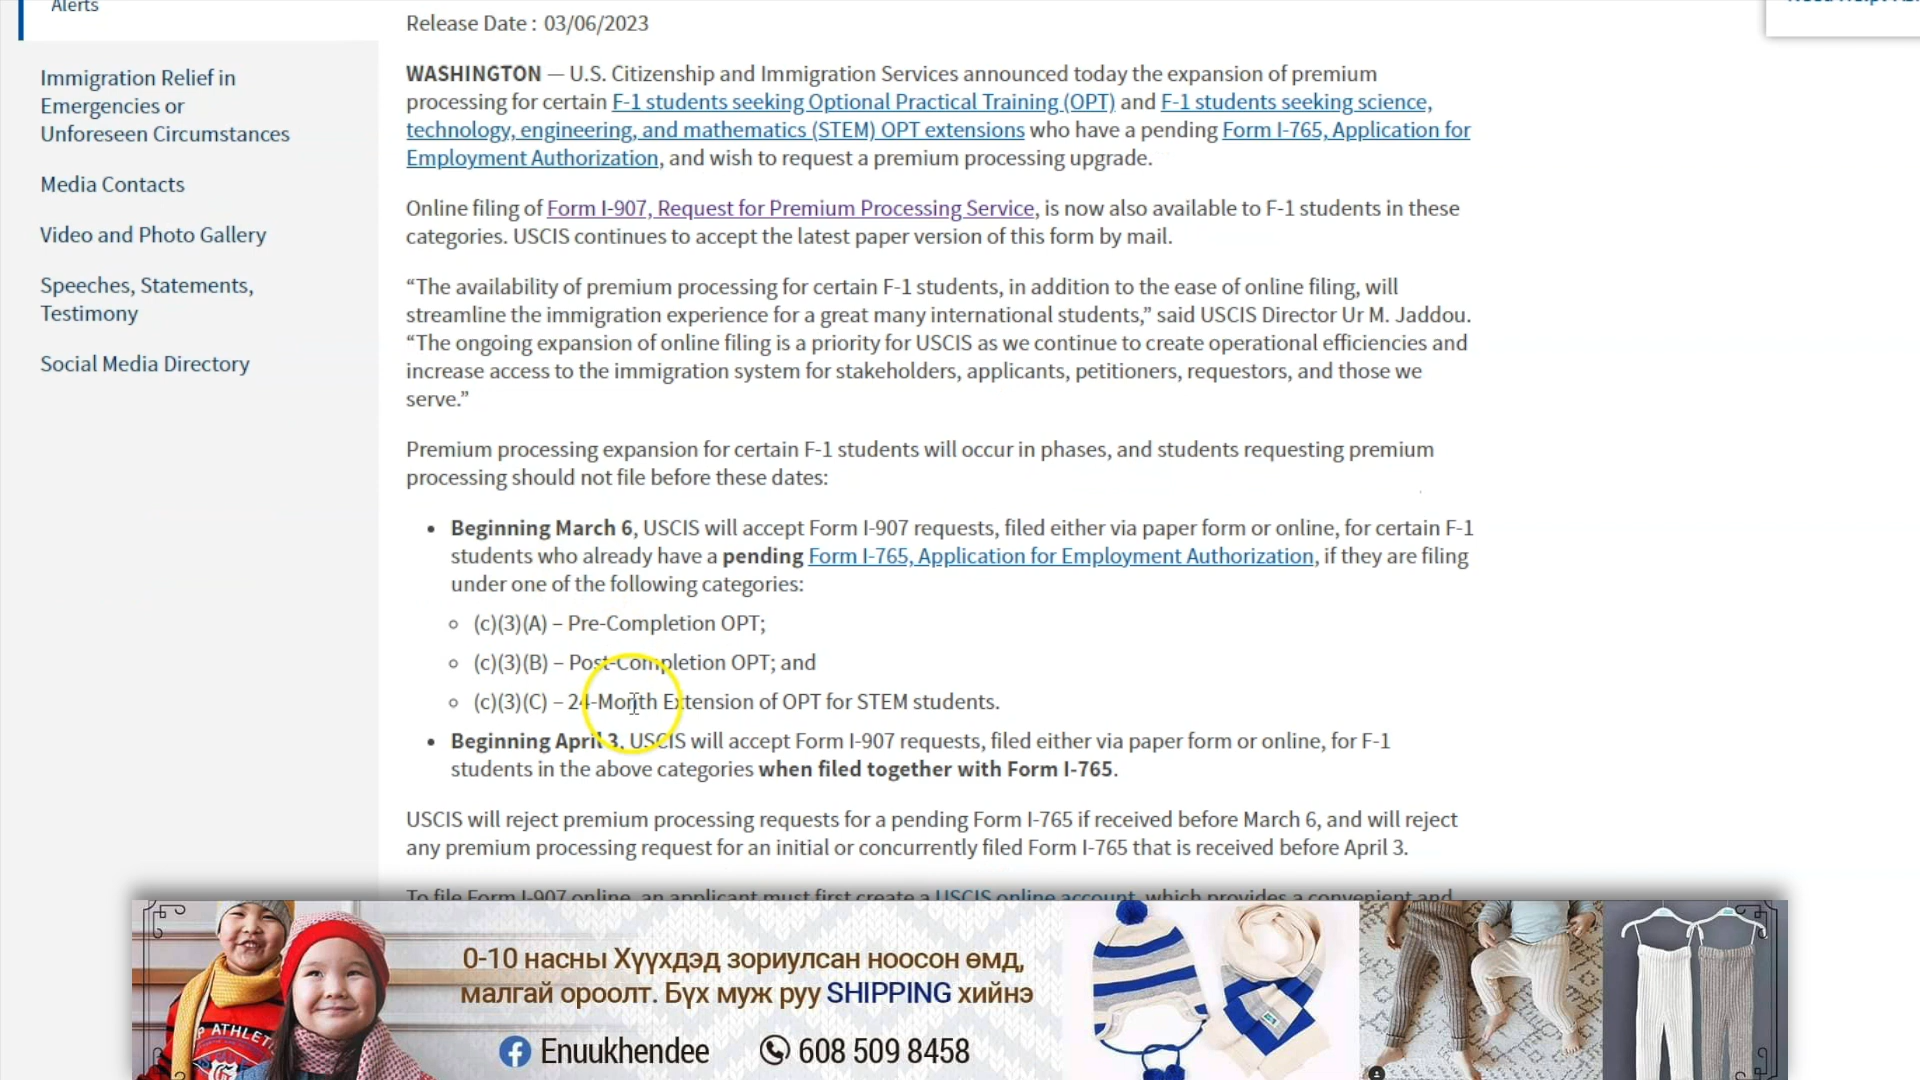 Alerts
Release Date : 03/06/2023
Immigration Relief in
Emergencies or
Unforeseen Circumstances
Media Contacts
Video and Photo Gallery
Speeches, Statements,
Testimony
Social Media Directory
WASHINGTON — U.S. Citizenship and Immigration Services announced today the expansion of premium
processing for certain F-1 students seeking Optional Practical Training (OPT) and F-1 students seeking science,
technology, engineering, and mathematics (STEM) OPT extensions who have a pending Form I-765, Application for
Employment Authorization, and wish to request a premium processing upgrade.
Online filing of Form I-907, Request for Premium Processing Service, is now also available to F-1 students in these
categories. USCIS continues to accept the latest paper version of this form by mail.
“The availability of premium processing for certain F-1 students, in addition to the ease of online filing, will
streamline the immigration experience for a great many international students,” said USCIS Director Ur M. Jaddou.
“The ongoing expansion of online filing is a priority for USCIS as we continue to create operational efficiencies and
increase access to the immigration system for stakeholders, applicants, petitioners, requestors, and those we
serve.”
Premium processing expansion for certain F-1 students will occur in phases, and students requesting premium
processing should not file before these dates:
• Beginning March 6, USCIS will accept Form I-907 requests, filed either via paper form or online, for certain F-1
students who already have a pending Form I-765, Application for Employment Authorization, if they are filing
under one of the following categories:
◦ (c)(3)(A) – Pre-Completion OPT;
◦ (c)(3)(B) – Post-Completion OPT; and
◦ (c)(3)(C) – 24-Month Extension of OPT for STEM students.
• Beginning April 3, USCIS will accept Form I-907 requests, filed either via paper form or online, for F-1
students in the above categories when filed together with Form I-765.
USCIS will reject premium processing requests for a pending Form I-765 if received before March 6, and will reject
any premium processing request for an initial or concurrently filed Form I-765 that is received before April 3.
To file Form I-907 online, an applicant must first create a USCIS online account, which provides a convenient and
0-10 насны Хүүхдэд зориулсан ноосон өмд,
малгай ороолт. Бүх муж руу SHIPPING хийнэ
Enuukhendee 608 509 8458